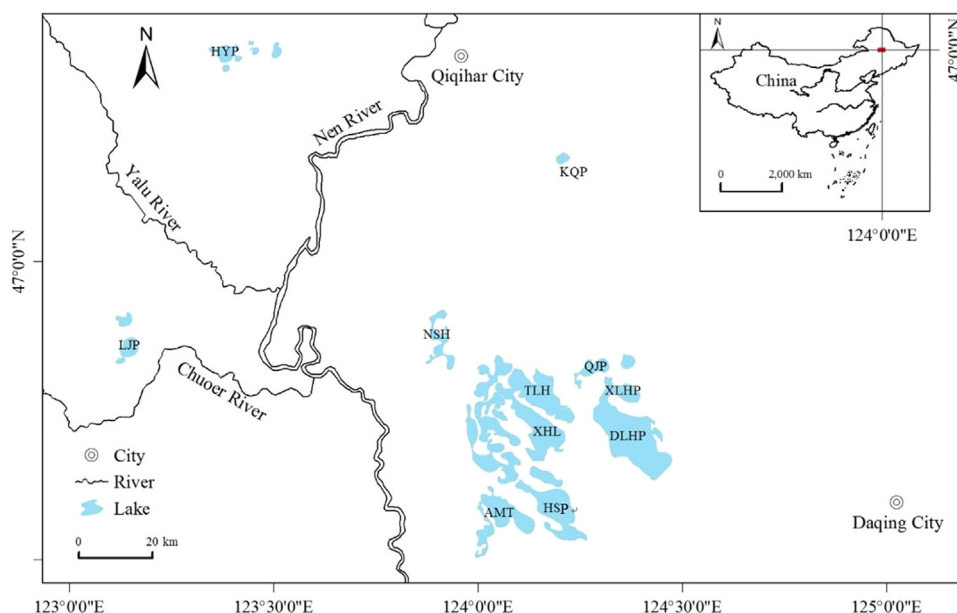 N
HYP
Qiqihar City
Nen River
KQP
Yalu River
47°0'0"N
LJP
Chuoer River
NSH
QJP
TLH
XLHP
XHL
DLHP
AMT
HSP
Daqing City
City
River
Lake
0 20 km
123°0'0"E 123°30'0"E 124°0'0"E 124°30'0"E 125°0'0"E
N
China
0 2,000 km
47°0'0"N
124°0'0"E